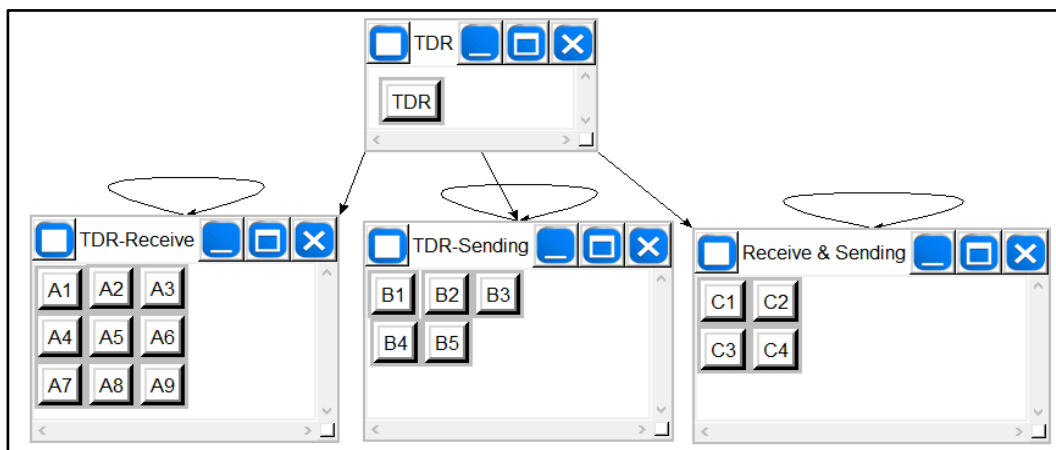 TDR
TDR
TDR-Receive
A1 A2 A3
A4 A5 A6
A7 A8 A9
TDR-Sending
B1 B2 B3
B4 B5
Receive & Sending
C1 C2
C3 C4